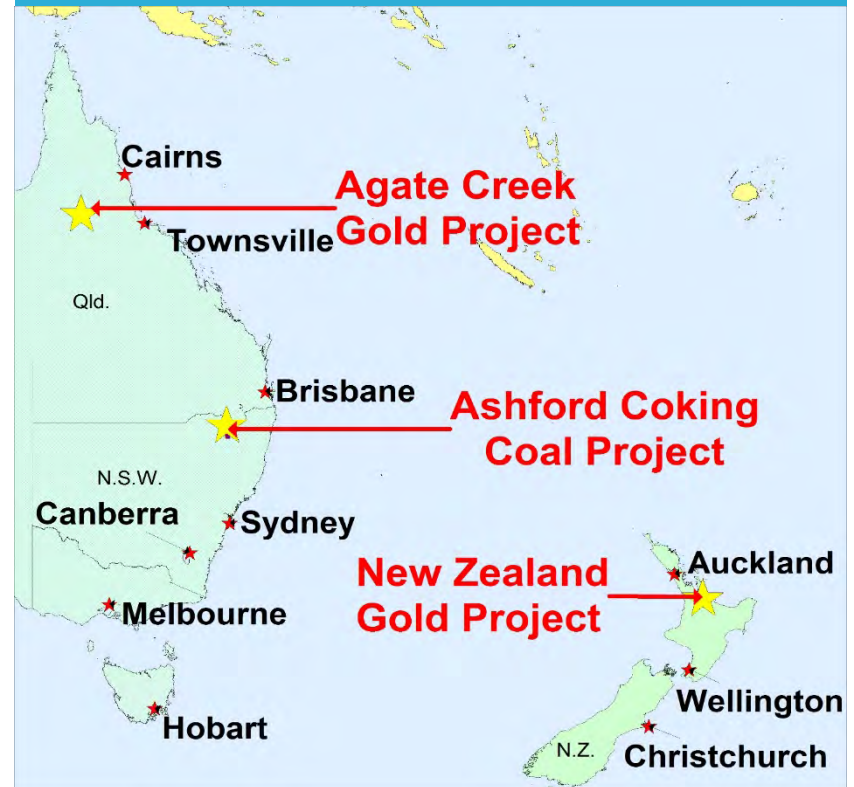 Cairns
Agate Creek
Gold Project
Townsville
Qld.
Brisbane
Ashford Coking
Coal Project
N.S.W.
Canberra
Sydney
New Zealand
Gold Project
Auckland
Melbourne
Wellington
Hobart
N.Z.
Christchurch